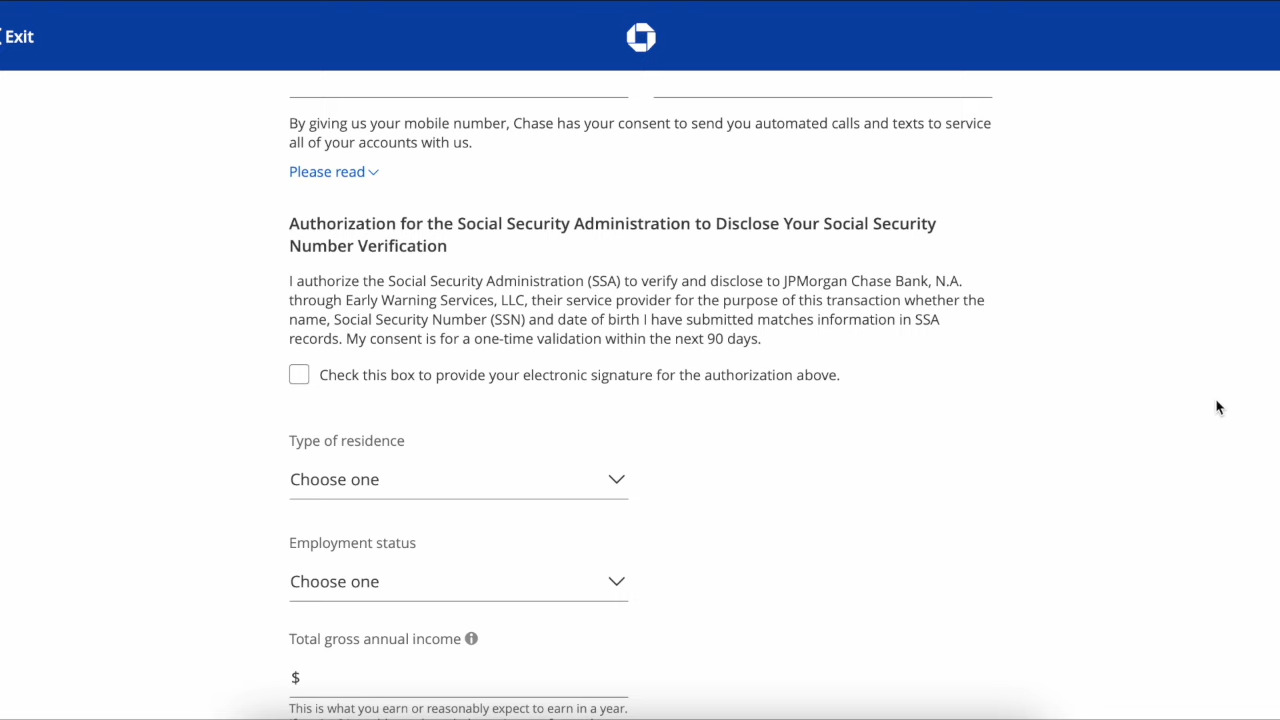 Exit
By giving us your mobile number, Chase has your consent to send you automated calls and texts to service
all of your accounts with us.
Please read
Authorization for the Social Security Administration to Disclose Your Social Security
Number Verification
I authorize the Social Security Administration (SSA) to verify and disclose to JPMorgan Chase Bank, N.A.
through Early Warning Services, LLC, their service provider for the purpose of this transaction whether the
name, Social Security Number (SSN) and date of birth I have submitted matches information in SSA
records. My consent is for a one-time validation within the next 90 days.
Check this box to provide your electronic signature for the authorization above.
Type of residence
Choose one
Employment status
Choose one
Total gross annual income
$
This is what you earn or reasonably expect to earn in a year.